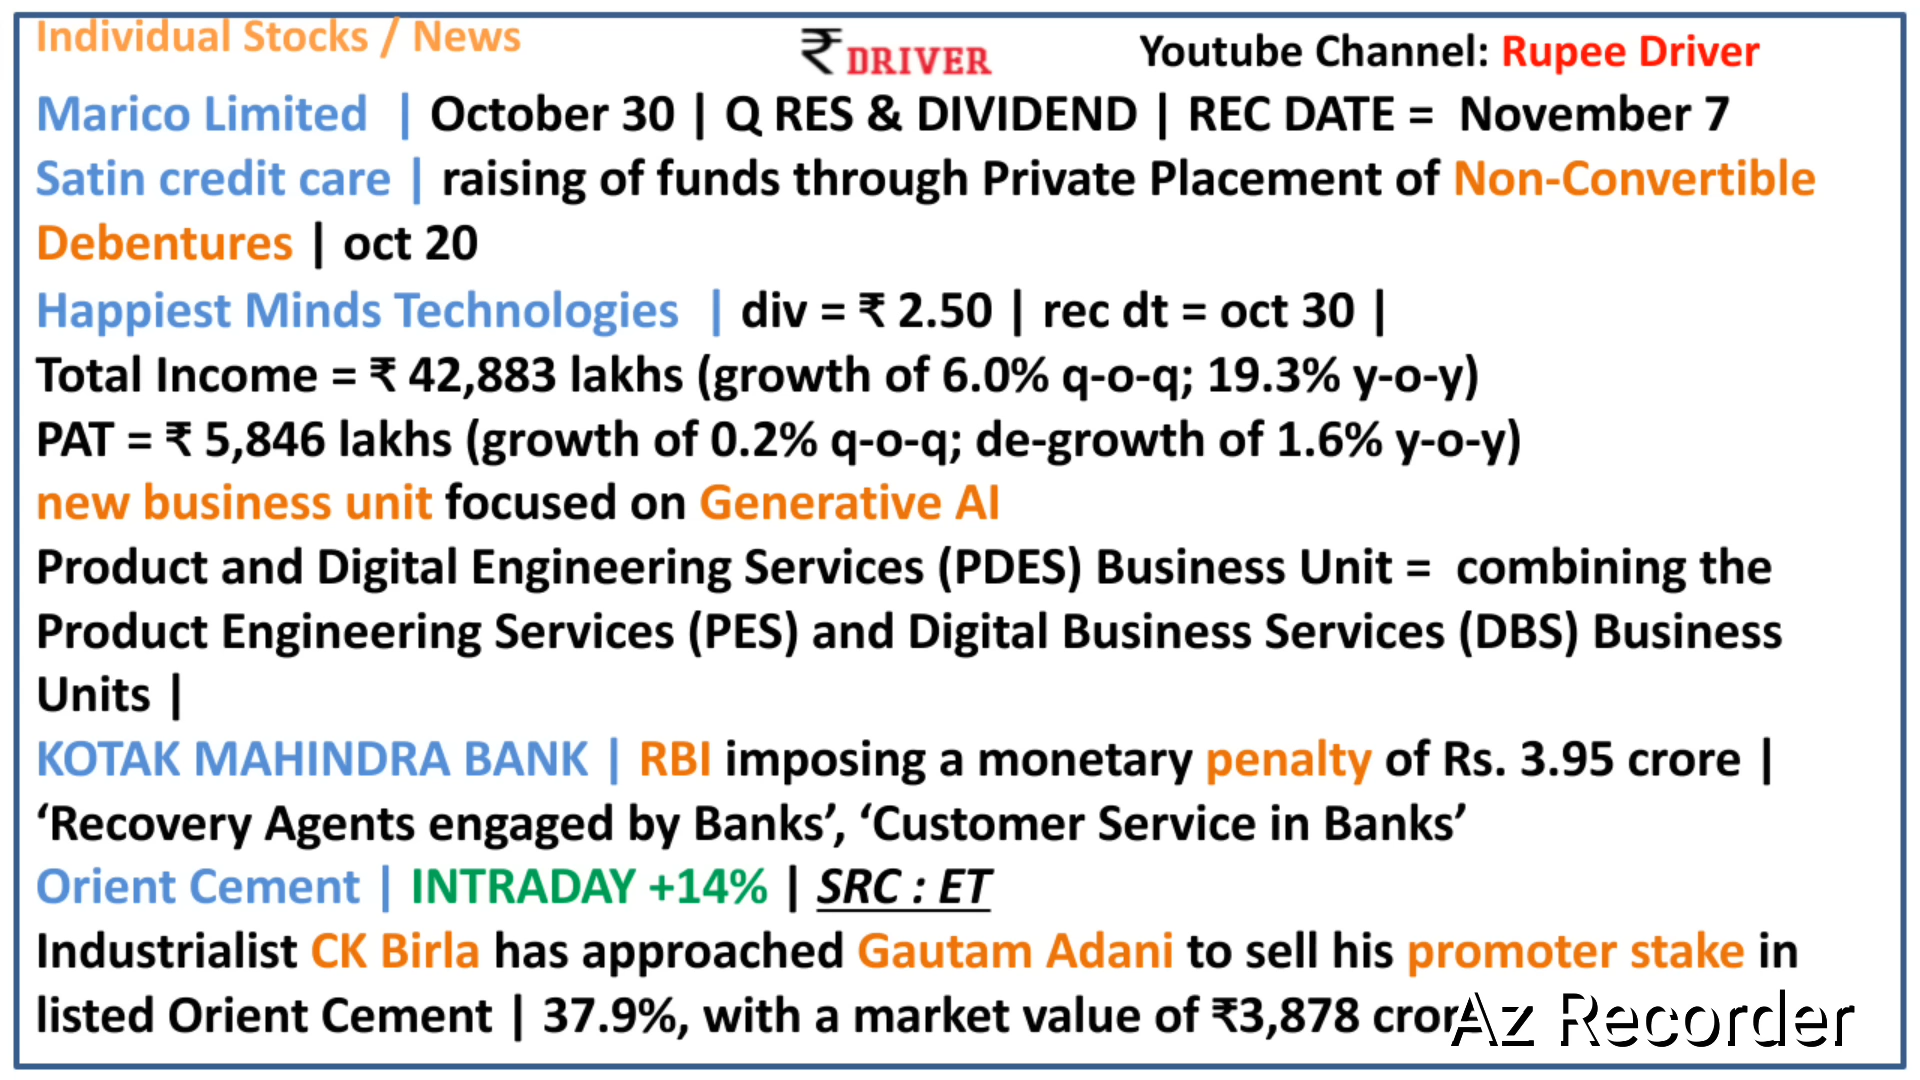 Individual Stocks / News
₹ DRIVER
Youtube Channel: Rupee Driver
Marico Limited | October 30 | Q RES & DIVIDEND | REC DATE = November 7
Satin credit care | raising of funds through Private Placement of Non-Convertible
Debentures | oct 20
Happiest Minds Technologies | div = ₹ 2.50 | rec dt = oct 30 |
Total Income = ₹ 42,883 lakhs (growth of 6.0% q-o-q; 19.3% y-o-y)
PAT = ₹ 5,846 lakhs (growth of 0.2% q-o-q; de-growth of 1.6% y-o-y)
new business unit focused on Generative AI
Product and Digital Engineering Services (PDES) Business Unit = combining the
Product Engineering Services (PES) and Digital Business Services (DBS) Business
Units |
KOTAK MAHINDRA BANK | RBI imposing a monetary penalty of Rs. 3.95 crore |
‘Recovery Agents engaged by Banks’, ‘Customer Service in Banks’
Orient Cement | INTRADAY +14% | SRC : ET
Industrialist CK Birla has approached Gautam Adani to sell his promoter stake in
listed Orient Cement | 37.9%, with a market value of ₹3,878
Az Recorder